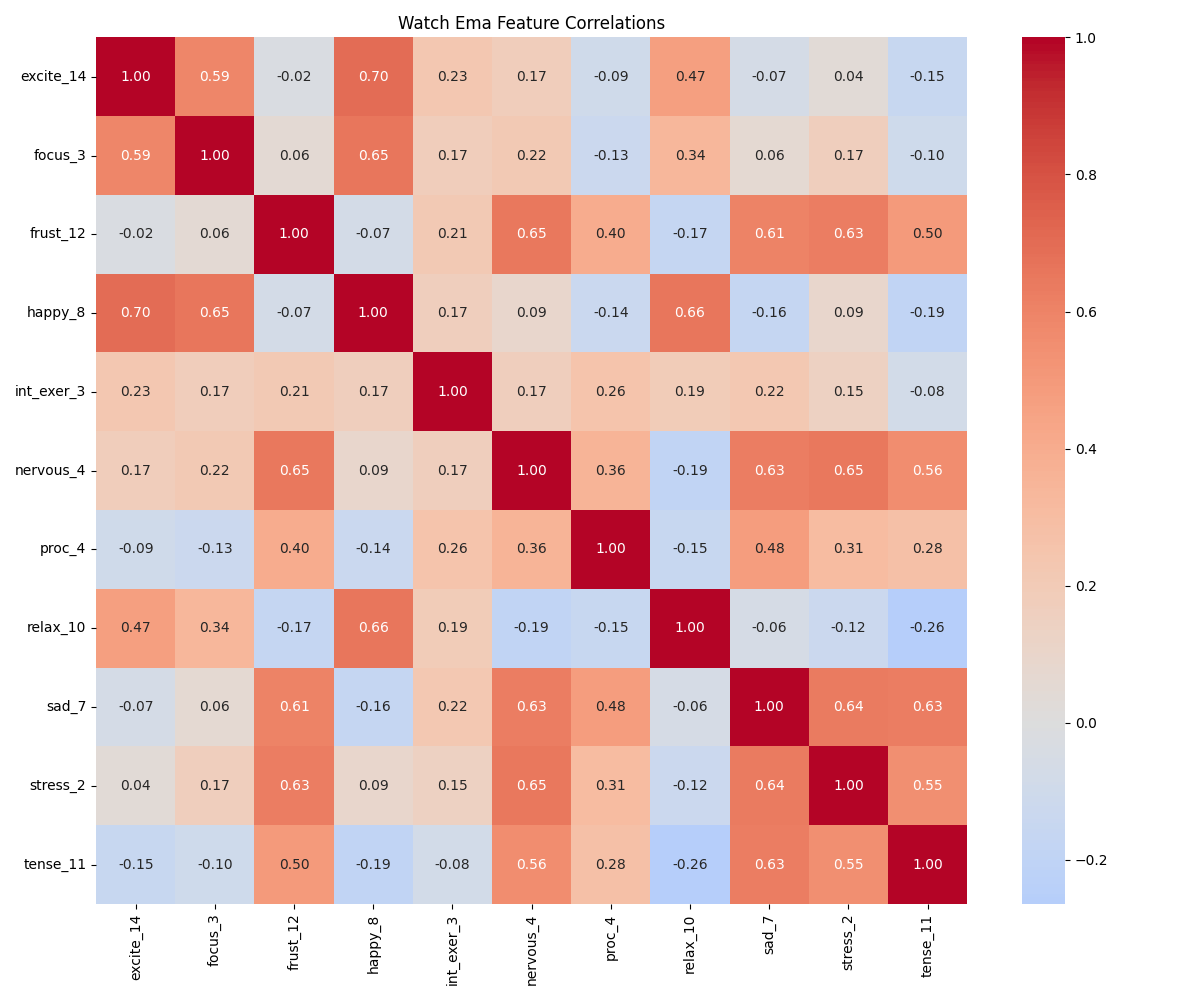 Watch Ema Feature Correlations
excite_14 1.00 0.59 -0.02 0.70 0.23 0.17 -0.09 0.47 -0.07 0.04 -0.15
focus_3 0.59 1.00 0.06 0.65 0.17 0.22 -0.13 0.34 0.06 0.17 -0.10
frust_12 -0.02 0.06 1.00 -0.07 0.21 0.65 0.40 -0.17 0.61 0.63 0.50
happy_8 0.70 0.65 -0.07 1.00 0.17 0.09 -0.14 0.66 -0.16 0.09 -0.19
int_exer_3 0.23 0.17 0.21 0.17 1.00 0.17 0.26 0.19 0.22 0.15 -0.08
nervous_4 0.17 0.22 0.65 0.09 0.17 1.00 0.36 -0.19 0.63 0.65 0.56
proc_4 -0.09 -0.13 0.40 -0.14 0.26 0.36 1.00 -0.15 0.48 0.31 0.28
relax_10 0.47 0.34 -0.17 0.66 0.19 -0.19 -0.15 1.00 -0.06 -0.12 -0.26
sad_7 -0.07 0.06 0.61 -0.16 0.22 0.63 0.48 -0.06 1.00 0.64 0.63
stress_2 0.04 0.17 0.63 0.09 0.15 0.65 0.31 -0.12 0.64 1.00 0.55
tense_11 -0.15 -0.10 0.50 -0.19 -0.08 0.56 0.28 -0.26 0.63 0.55 1.00
excite_14 focus_3 frust_12 happy_8 int_exer_3 nervous_4 proc_4 relax_10 sad_7 stress_2 tense_11
1.0
0.8
0.6
0.4
0.2
0.0
−0.2